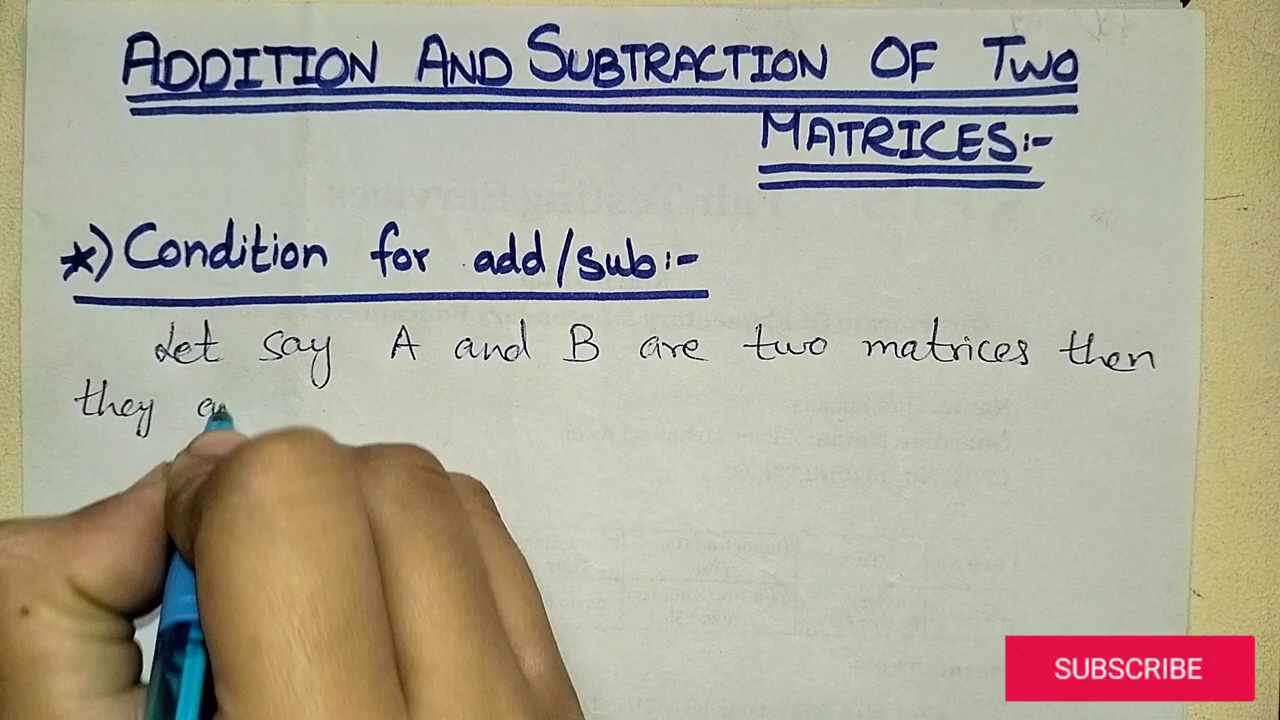 ADDITION AND SUBTRACTION OF TWO
MATRICES:-
*) Condition for add/sub:-
Let say A and B are two matrices then
they
SUBSCRIBE